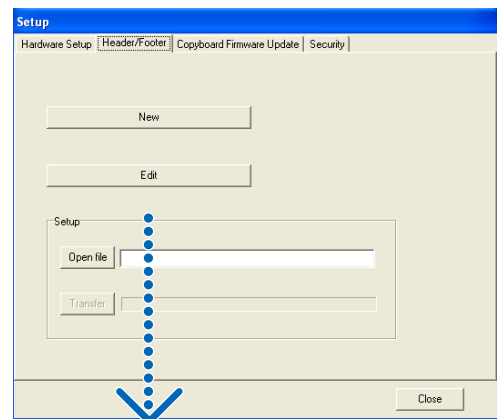 Setup
Hardware Setup Header/Footer Copyboard Firmware Update Security
New
Edit
Setup
Open file
Transfer
Close